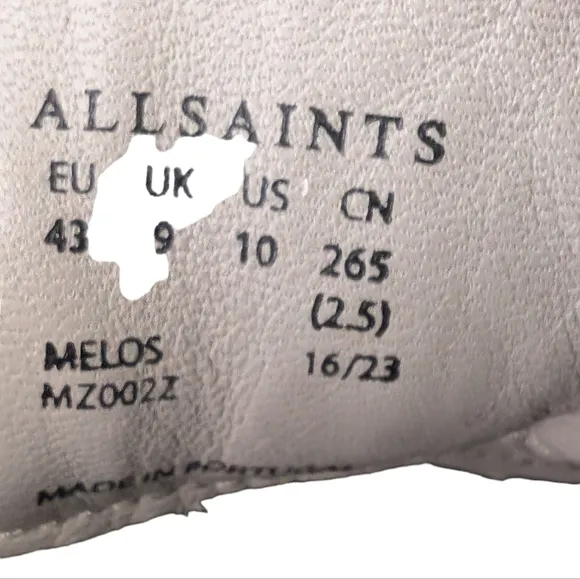 ALLSAINTS
EU UK US CN
43 9 10 265
(2.5)
MELOS 16/23
MZ002Z
MADE IN PORTUGAL